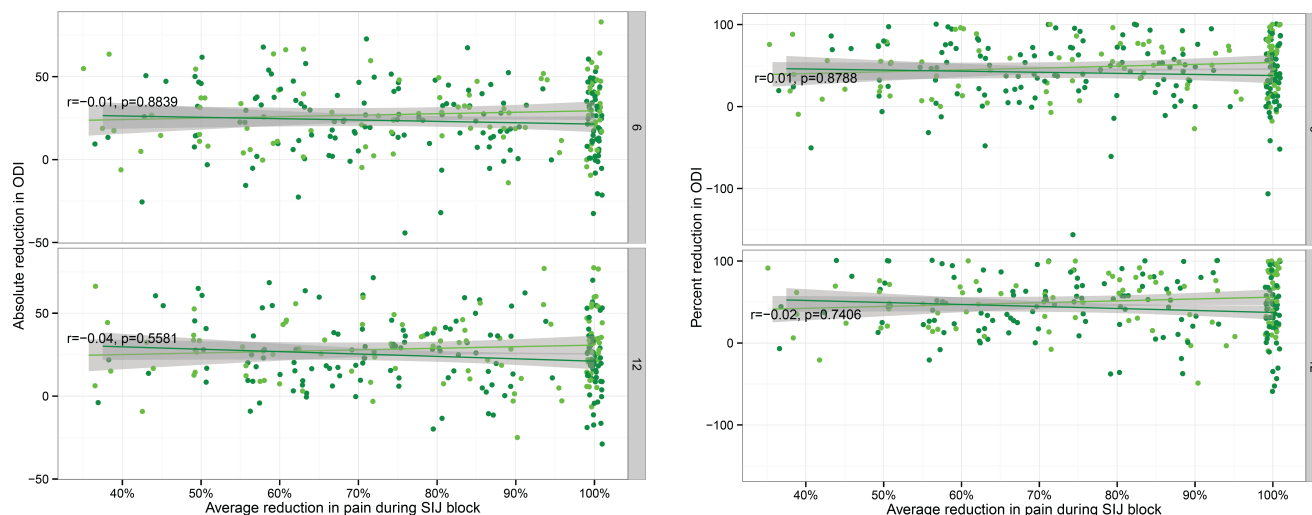 Absolute reduction in ODI
50
0
−50
r=−0.01, p=0.8839
6
50
0
−50
r=−0.04, p=0.5581
12
40% 50% 60% 70% 80% 90% 100%
Average reduction in pain during SIJ block
Percent reduction in ODI
100
0
−100
r=0.01, p=0.8788
100
0
−100
r=−0.02, p=0.7406
40% 50% 60% 70% 80% 90% 100%
Average reduction in pain during SIJ block